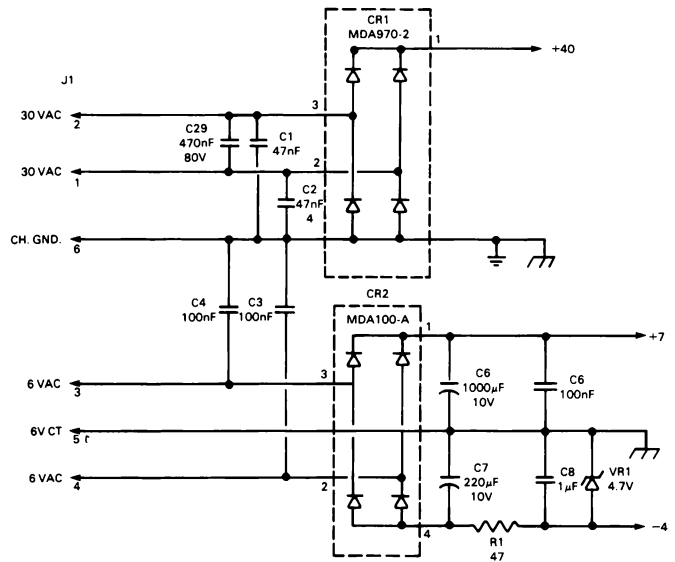 CR1
MDA970-2
1
+40
J1
30 VAC
2
3
C29
470nF
80V
C1
47nF
30 VAC
1
2
C2
47nF
4
CH. GND.
6
CR2
C4
100nF
C3
100nF
MDA100-A
1
+7
3
C6
1000μF
10V
C6
100nF
6 VAC
3
6V CT
5
6 VAC
4
2
C7
220μF
10V
C8
1μF
VR1
4.7V
4
-4
R1
47